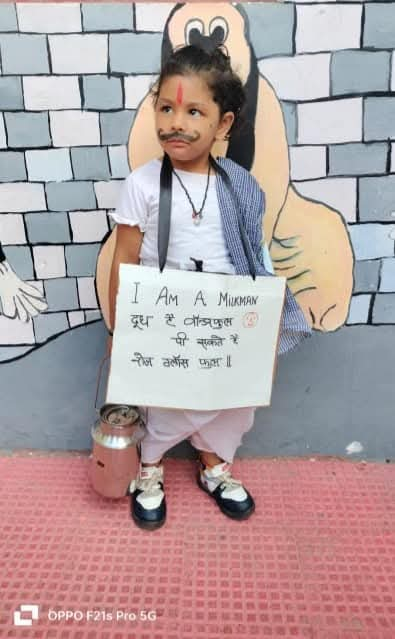 I AM A MILKMAN
दूध है वॉन्डरफुल
पी सकते है
रोज ग्लॉस फुल ||
OPPO F21s Pro 5G